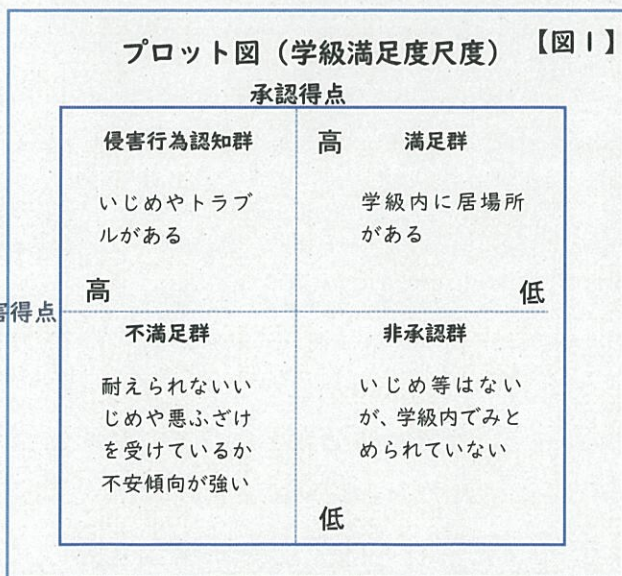 プロット図（学級満足度尺度）
【図1】
承認得点
侵害行為認知群
いじめやトラブ
ルがある
高
満足群
学級内に居場所
がある
高
低
害得点
不満足群
耐えられないい
じめや悪ふざけ
を受けているか
不安傾向が強い
非承認群
いじめ等はない
が、学級内でみと
められていない
低